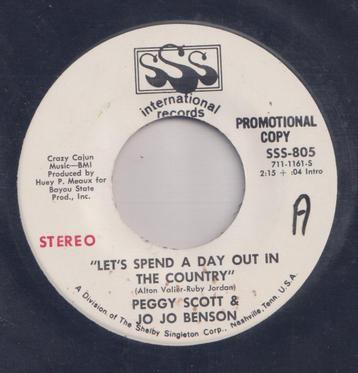 SSS
international
records
PROMOTIONAL
COPY
SSS-805
711-1161-S
2:15 + :04 Intro
Crazy Cajun
Music—BMI
Produced by
Huey P. Meaux for
Bayou State
Prod., Inc.
A
STEREO
"LET'S SPEND A DAY OUT IN
THE COUNTRY"
(Alton Valier-Ruby Jordan)
PEGGY SCOTT &
JO JO BENSON
A Division of The Shelby Singleton Corp., Nashville, Tenn. U.S.A.